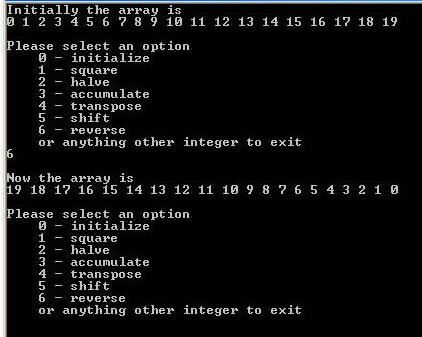 Initially the array is
0 1 2 3 4 5 6 7 8 9 10 11 12 13 14 15 16 17 18 19
Please select an option
0 - initialize
1 - square
2 - halve
3 - accumulate
4 - transpose
5 - shift
6 - reverse
or anything other integer to exit
6
Now the array is
19 18 17 16 15 14 13 12 11 10 9 8 7 6 5 4 3 2 1 0
Please select an option
0 - initialize
1 - square
2 - halve
3 - accumulate
4 - transpose
5 - shift
6 - reverse
or anything other integer to exit